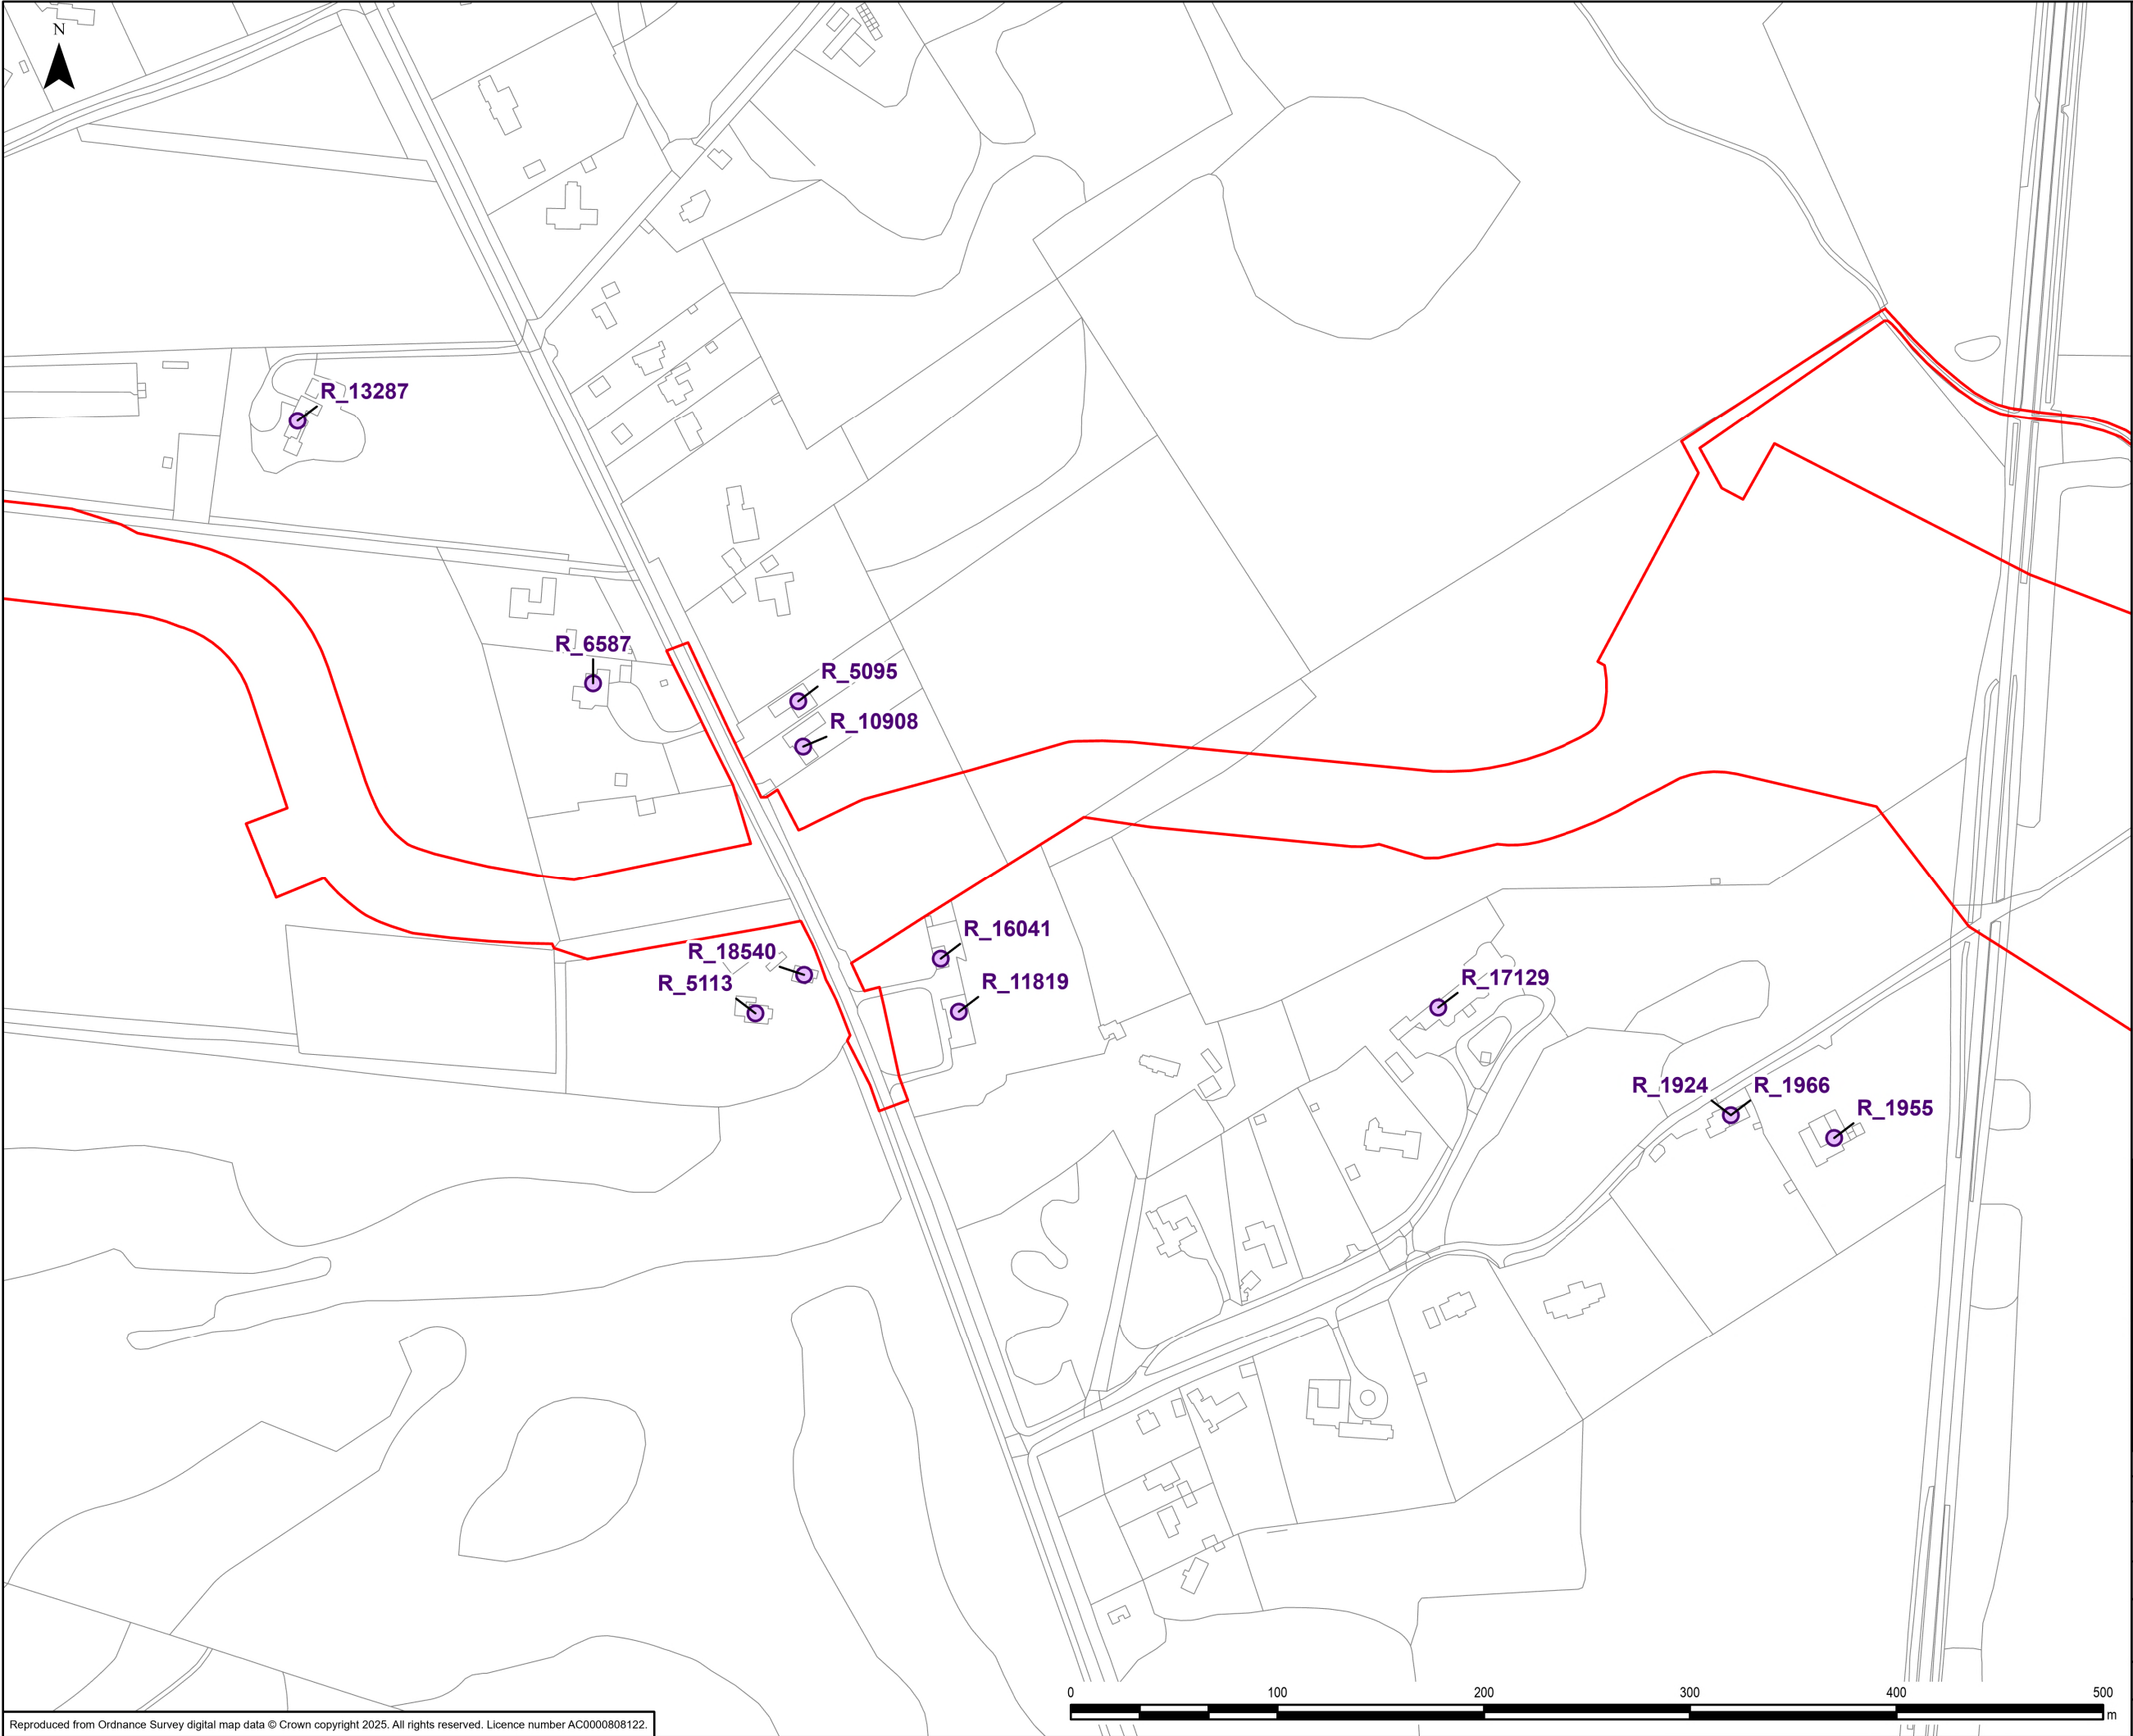 N
R_13287
R_6587
R_5095
R_10908
R_16041
R_18540
R_5113
R_11819
R_17129
R_1924
R_1966
R_1955
0 100 200 300 400 500
m
Reproduced from Ordnance Survey digital map data © Crown copyright 2025. All rights reserved. Licence number AC0000808122.